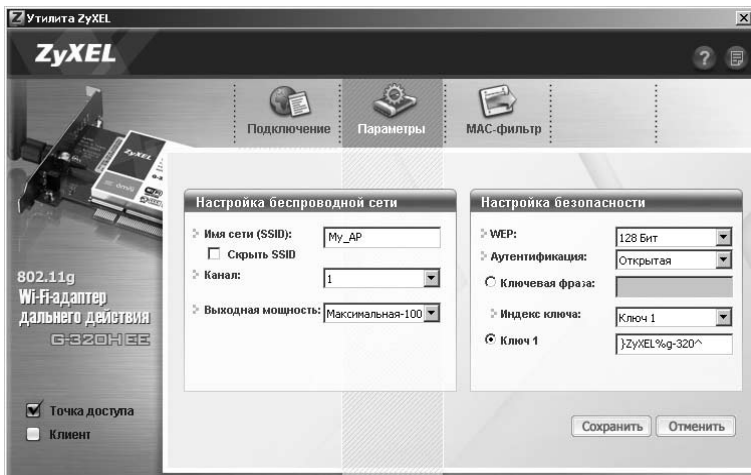 Утилита ZyXEL
ZyXEL
Подключение
Параметры
МАС-фильтр
Настройка беспроводной сети
Имя сети (SSID): My_AP
Скрыть SSID
Канал: 1
Выходная мощность: Максимальная-100
Настройка безопасности
WEP: 128 Бит
Аутентификация: Открытая
Ключевая фраза:
Индекс ключа: Ключ 1
Ключ 1 }ZyXEL%g-320^
802.11g
Wi-Fi-адаптер
дальнего действия
G-320H EE
Точка доступа
Клиент
Сохранить
Отменить